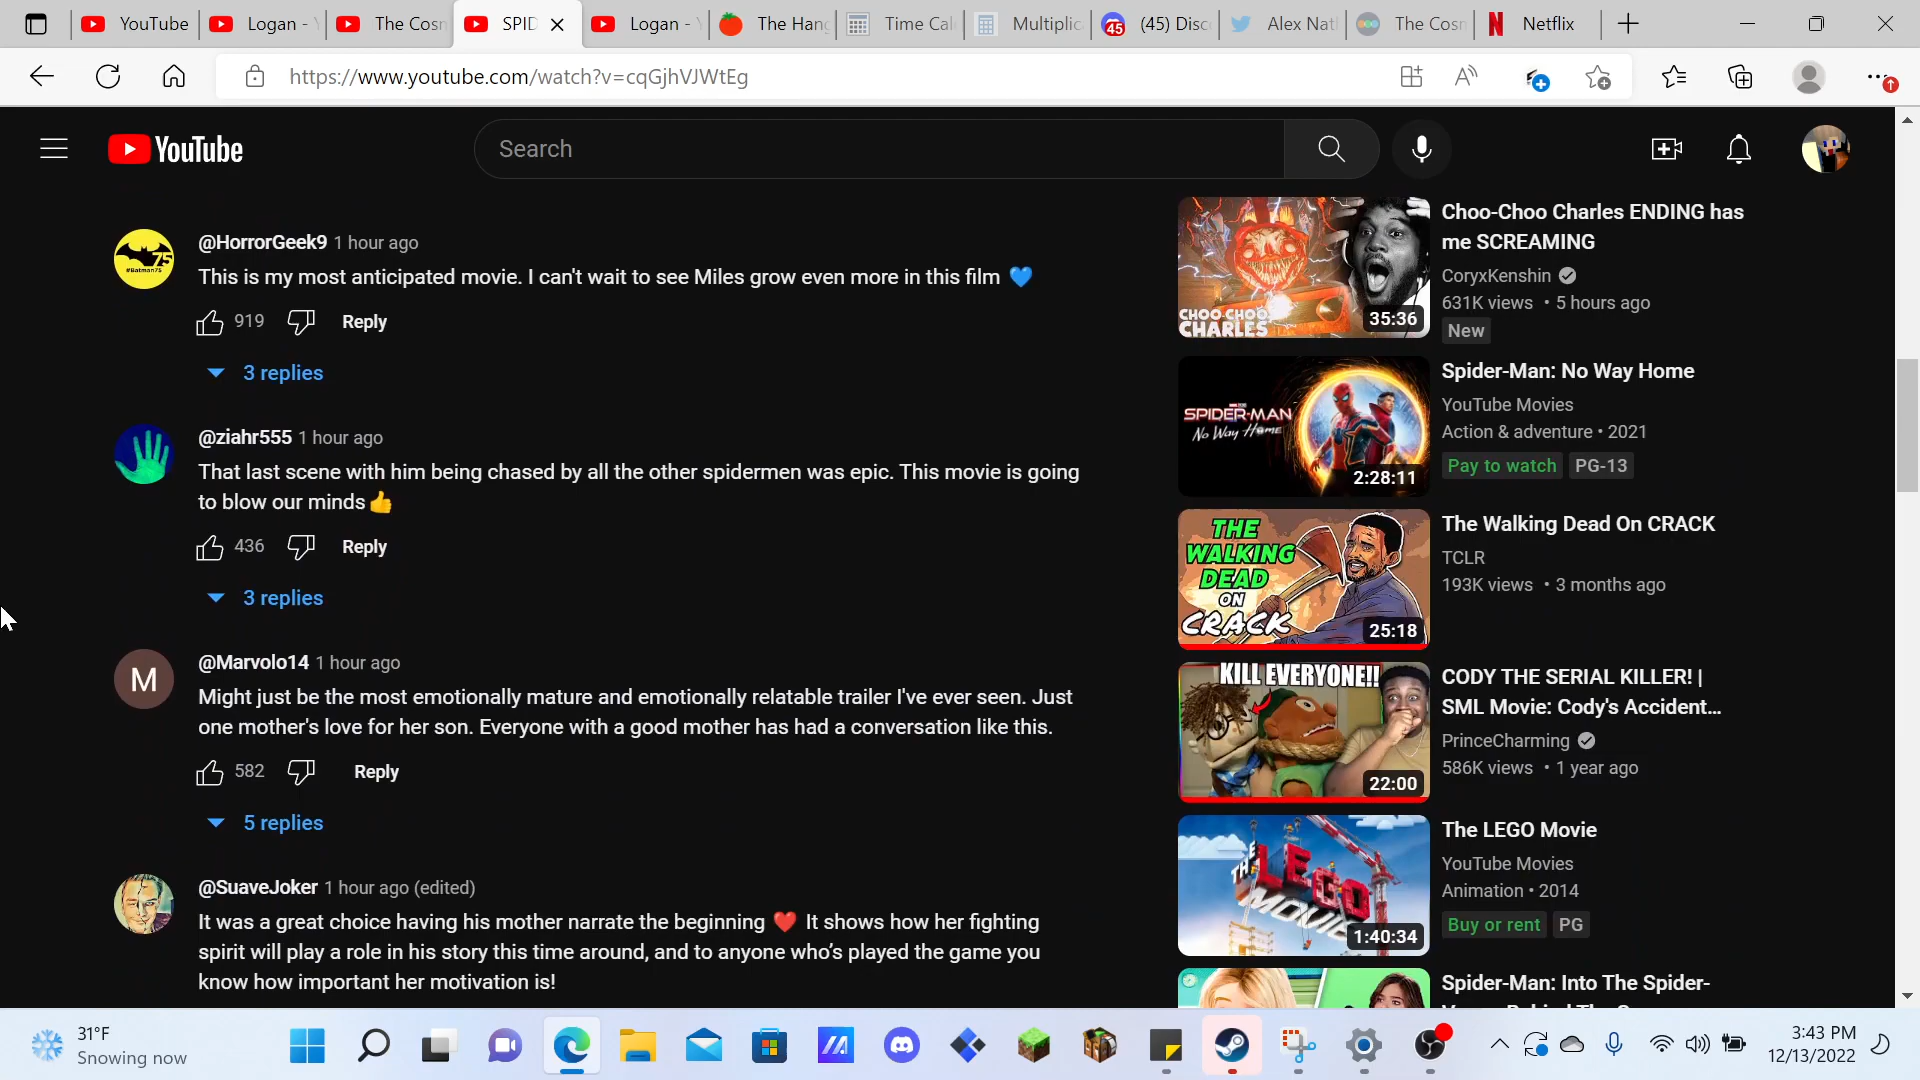 YouTube
Logan -
The Cosm
SPID
Logan -
The Hang
Time Cal
Multiplic
(45) Disc
Alex Nat
The Cosm
Netflix
https://www.youtube.com/watch?v=cqGjhVJWtEg
YouTube
Search
@HorrorGeek9 1 hour ago
This is my most anticipated movie. I can't wait to see Miles grow even more in this film 💙
919 Reply
3 replies
@ziahr555 1 hour ago
That last scene with him being chased by all the other spidermen was epic. This movie is going
to blow our minds👍
436 Reply
3 replies
M
@Marvolo14 1 hour ago
Might just be the most emotionally mature and emotionally relatable trailer I've ever seen. Just
one mother's love for her son. Everyone with a good mother has had a conversation like this.
582 Reply
5 replies
@SuaveJoker 1 hour ago (edited)
It was a great choice having his mother narrate the beginning ❤️ It shows how her fighting
spirit will play a role in his story this time around, and to anyone who's played the game you
know how important her motivation is!
75
#Batman75
CHOO-CHOO
CHARLES
35:36
Choo-Choo Charles ENDING has
me SCREAMING
CoryxKenshin
631K views • 5 hours ago
New
SPIDER-MAN
No Way Home
2:28:11
Spider-Man: No Way Home
YouTube Movies
Action & adventure • 2021
Pay to watch PG-13
THE
WALKING
DEAD
ON
CRACK
25:18
The Walking Dead On CRACK
TCLR
193K views • 3 months ago
KILL EVERYONE!!
22:00
CODY THE SERIAL KILLER! |
SML Movie: Cody's Accident...
PrinceCharming
586K views • 1 year ago
THE
LEGO
MOVIE
1:40:34
The LEGO Movie
YouTube Movies
Animation • 2014
Buy or rent PG
Spider-Man: Into The Spider-
31°F
Snowing now
3:43 PM
12/13/2022